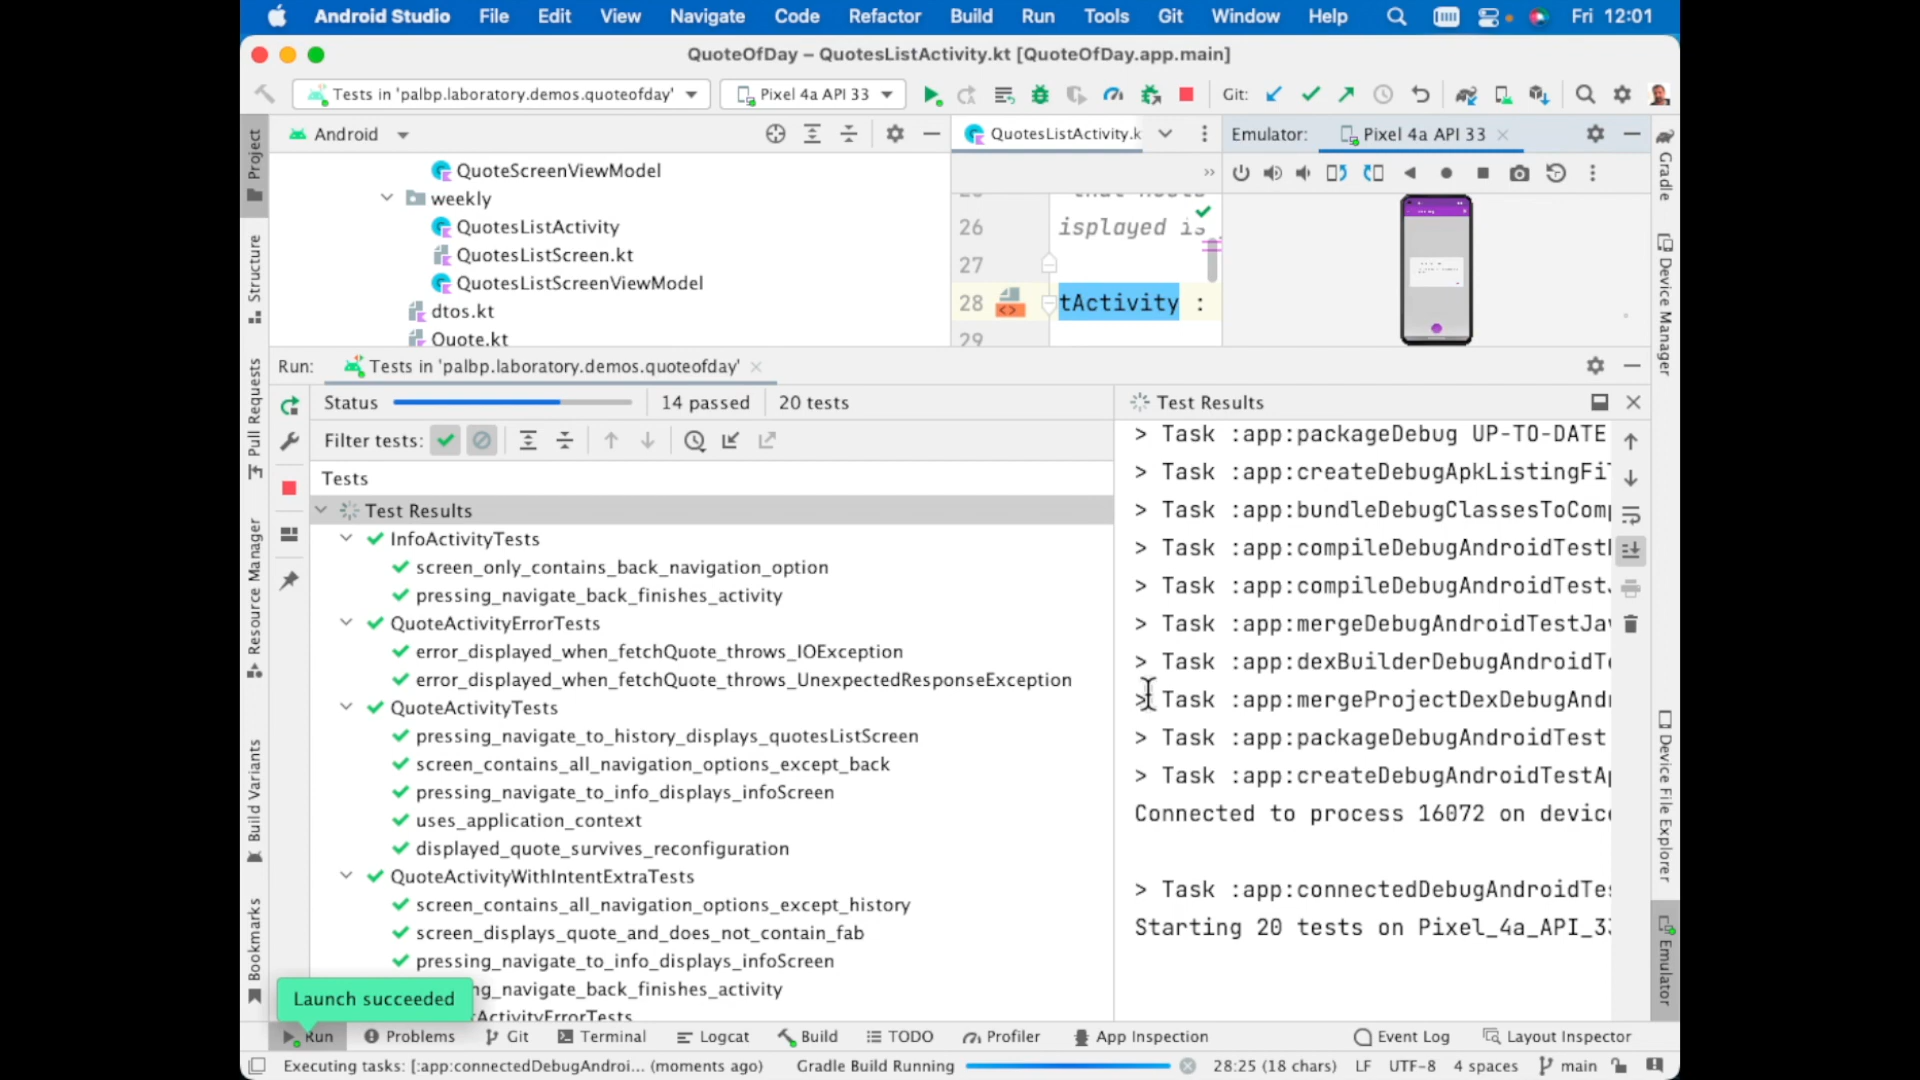 Android Studio File Edit View Navigate Code Refactor Build Run Tools Git Window Help Fri 12:01
QuoteOfDay – QuotesListActivity.kt [QuoteOfDay.app.main]
Tests in 'palbp.laboratory.demos.quoteofday' Pixel 4a API 33 Git:
Android QuotesListActivity.k Emulator: Pixel 4a API 33
QuoteScreenViewModel
weekly
QuotesListActivity
QuotesListScreen.kt
QuotesListScreenViewModel
dtos.kt
Quote.kt
26 isplayed is
27
28 tActivity :
29
Run: Tests in 'palbp.laboratory.demos.quoteofday'
Status 14 passed 20 tests
Filter tests:
Tests
Test Results
InfoActivityTests
screen_only_contains_back_navigation_option
pressing_navigate_back_finishes_activity
QuoteActivityErrorTests
error_displayed_when_fetchQuote_throws_IOException
error_displayed_when_fetchQuote_throws_UnexpectedResponseException
QuoteActivityTests
pressing_navigate_to_history_displays_quotesListScreen
screen_contains_all_navigation_options_except_back
pressing_navigate_to_info_displays_infoScreen
uses_application_context
displayed_quote_survives_reconfiguration
QuoteActivityWithIntentExtraTests
screen_contains_all_navigation_options_except_history
screen_displays_quote_and_does_not_contain_fab
pressing_navigate_to_info_displays_infoScreen
ng_navigate_back_finishes_activity
tActivityErrorTests
Launch succeeded
Test Results
> Task :app:packageDebug UP-TO-DATE
> Task :app:createDebugApkListingFil
> Task :app:bundleDebugClassesToComp
> Task :app:compileDebugAndroidTest
> Task :app:compileDebugAndroidTest
> Task :app:mergeDebugAndroidTestJav
> Task :app:dexBuilderDebugAndroidTe
> Task :app:mergeProjectDexDebugAnd
> Task :app:packageDebugAndroidTest
> Task :app:createDebugAndroidTestAp
Connected to process 16072 on devic
> Task :app:connectedDebugAndroidTes
Starting 20 tests on Pixel_4a_API_33
Project
Structure
Pull Requests
Resource Manager
Build Variants
Bookmarks
Gradle
Device Manager
Device File Explorer
Emulator
Run Problems Git Terminal Logcat Build TODO Profiler App Inspection Event Log Layout Inspector
Executing tasks: [:app:connectedDebugAndroi... (moments ago) Gradle Build Running 28:25 (18 chars) LF UTF-8 4 spaces main